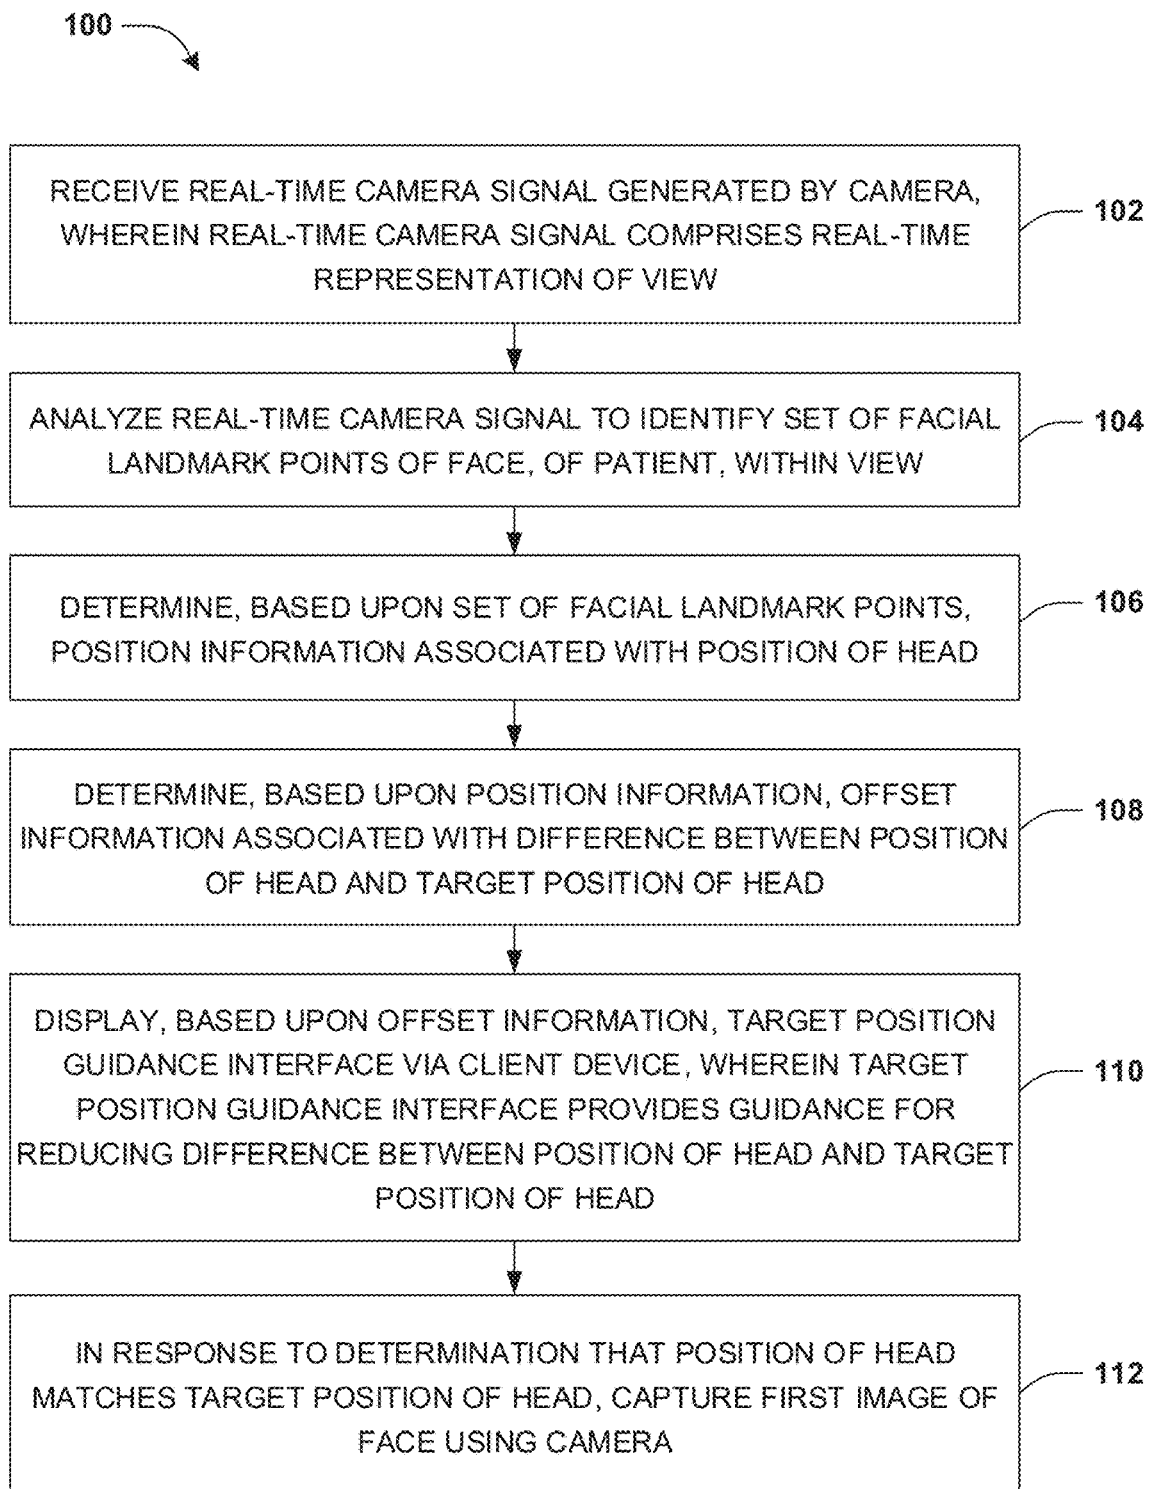 100
RECEIVE REAL-TIME CAMERA SIGNAL GENERATED BY CAMERA,
WHEREIN REAL-TIME CAMERA SIGNAL COMPRISES REAL-TIME
REPRESENTATION OF VIEW
102
ANALYZE REAL-TIME CAMERA SIGNAL TO IDENTIFY SET OF FACIAL
LANDMARK POINTS OF FACE, OF PATIENT, WITHIN VIEW
104
DETERMINE, BASED UPON SET OF FACIAL LANDMARK POINTS,
POSITION INFORMATION ASSOCIATED WITH POSITION OF HEAD
106
DETERMINE, BASED UPON POSITION INFORMATION, OFFSET
INFORMATION ASSOCIATED WITH DIFFERENCE BETWEEN POSITION
OF HEAD AND TARGET POSITION OF HEAD
108
DISPLAY, BASED UPON OFFSET INFORMATION, TARGET POSITION
GUIDANCE INTERFACE VIA CLIENT DEVICE, WHEREIN TARGET
POSITION GUIDANCE INTERFACE PROVIDES GUIDANCE FOR
REDUCING DIFFERENCE BETWEEN POSITION OF HEAD AND TARGET
POSITION OF HEAD
110
IN RESPONSE TO DETERMINATION THAT POSITION OF HEAD
MATCHES TARGET POSITION OF HEAD, CAPTURE FIRST IMAGE OF
FACE USING CAMERA
112